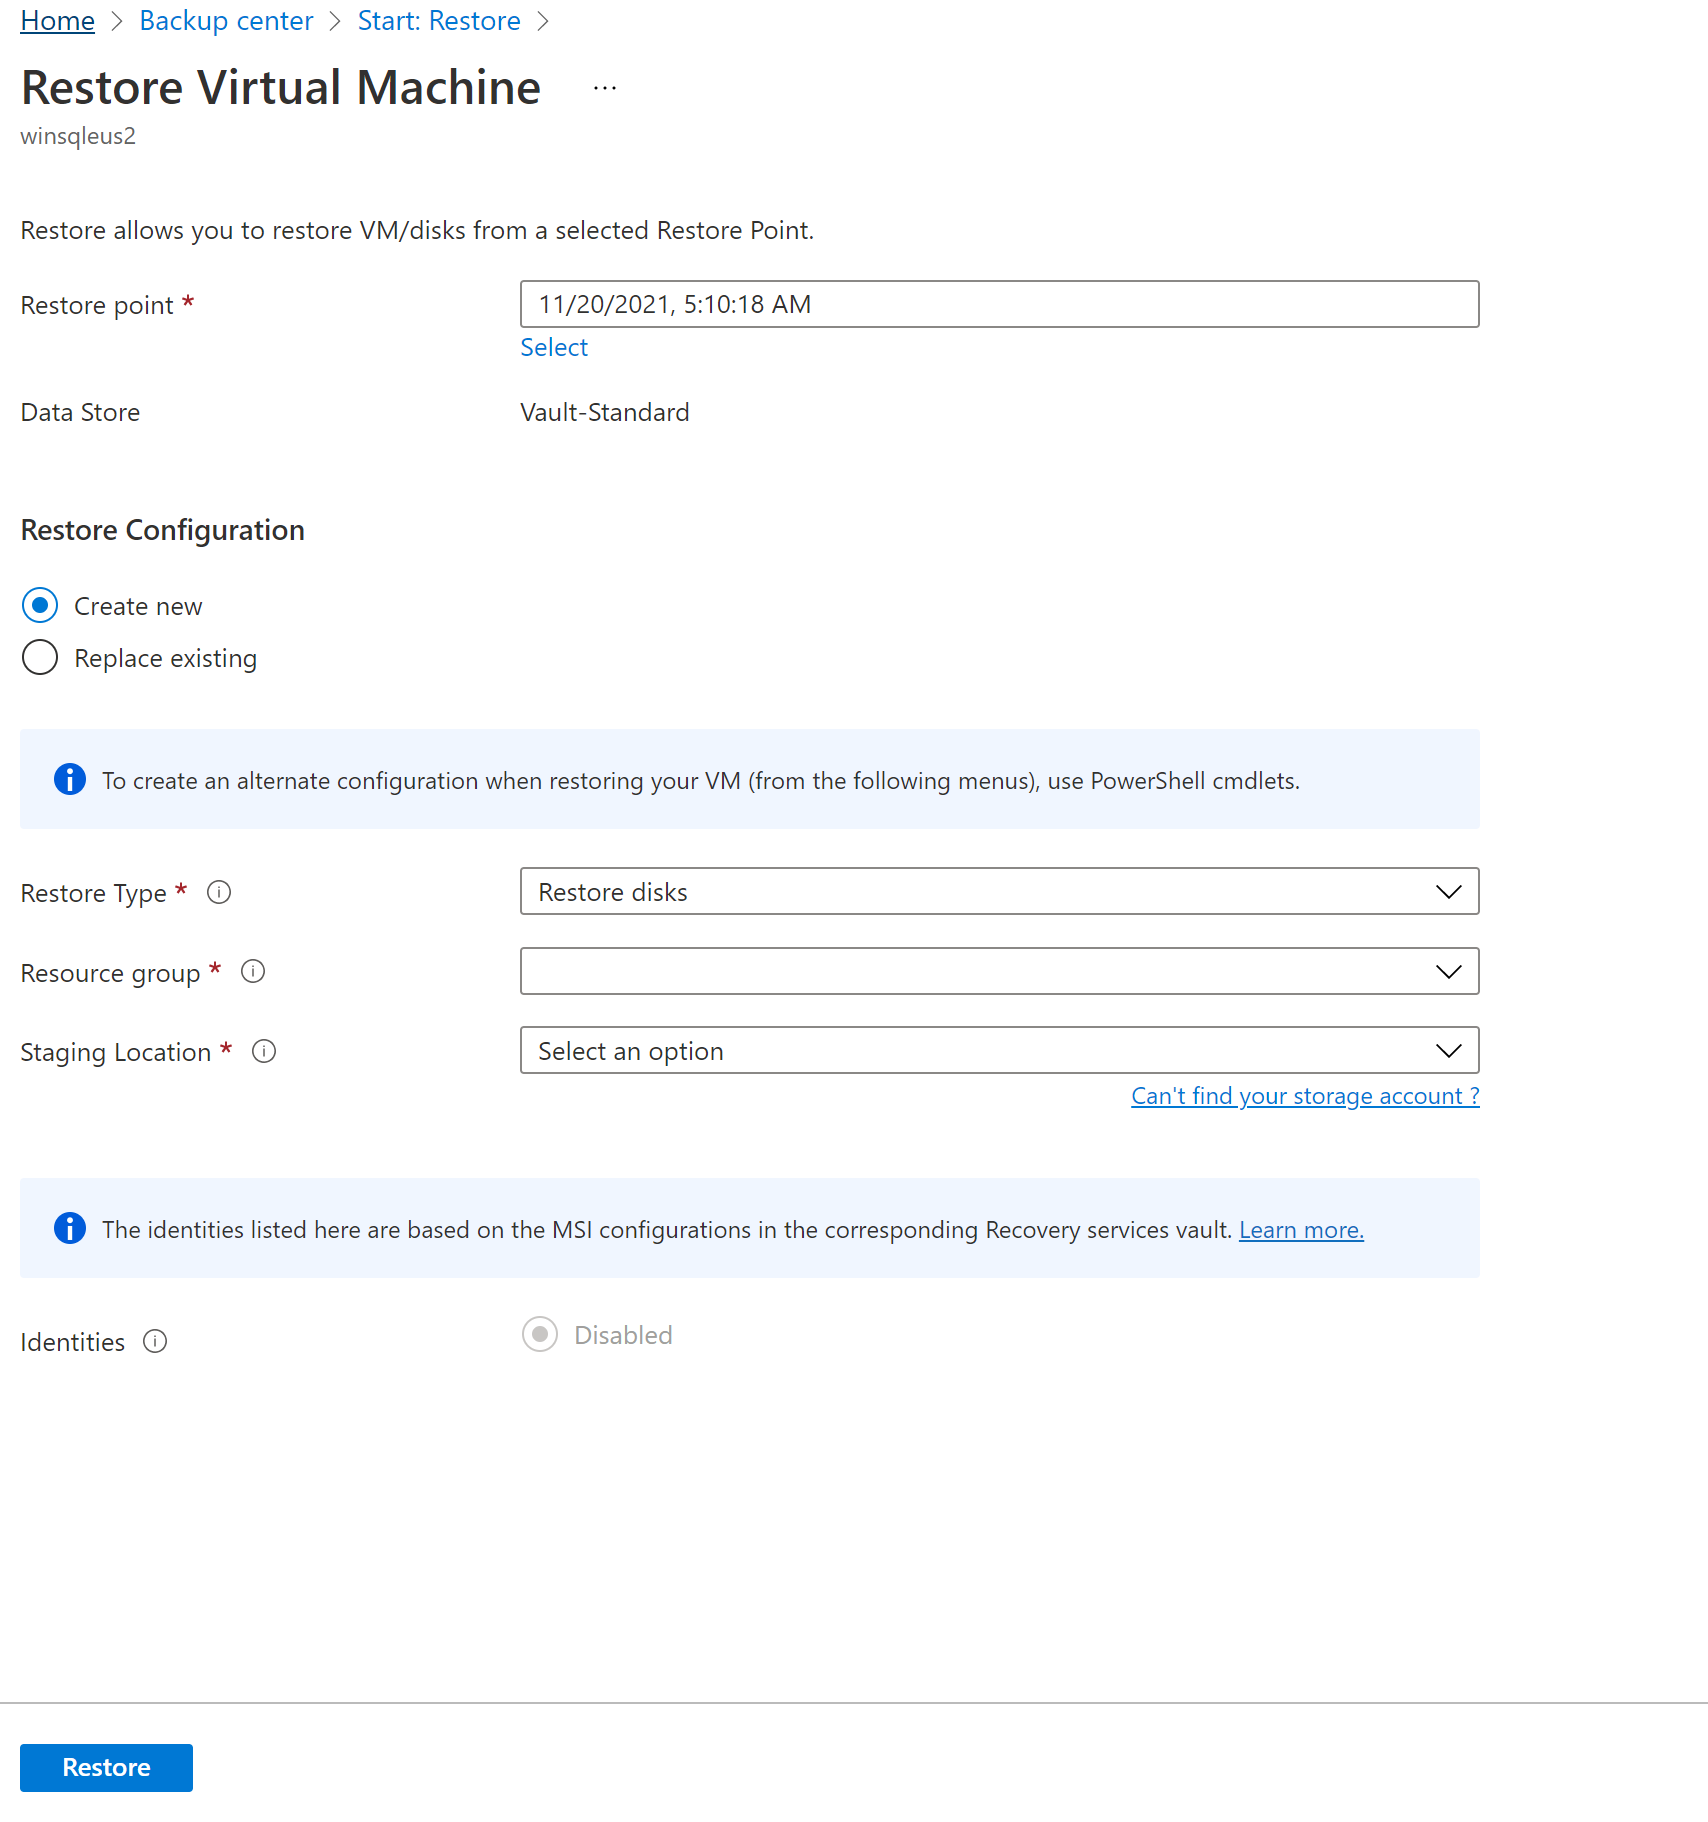 Home > Backup center > Start: Restore >
Restore Virtual Machine ...
winsqleus2
Restore allows you to restore VM/disks from a selected Restore Point.
Restore point * 11/20/2021, 5:10:18 AM
Select
Data Store Vault-Standard
Restore Configuration
Create new
Replace existing
To create an alternate configuration when restoring your VM (from the following menus), use PowerShell cmdlets.
Restore Type * Restore disks
Resource group *
Staging Location * Select an option
Can't find your storage account ?
The identities listed here are based on the MSI configurations in the corresponding Recovery services vault. Learn more.
Identities Disabled
Restore